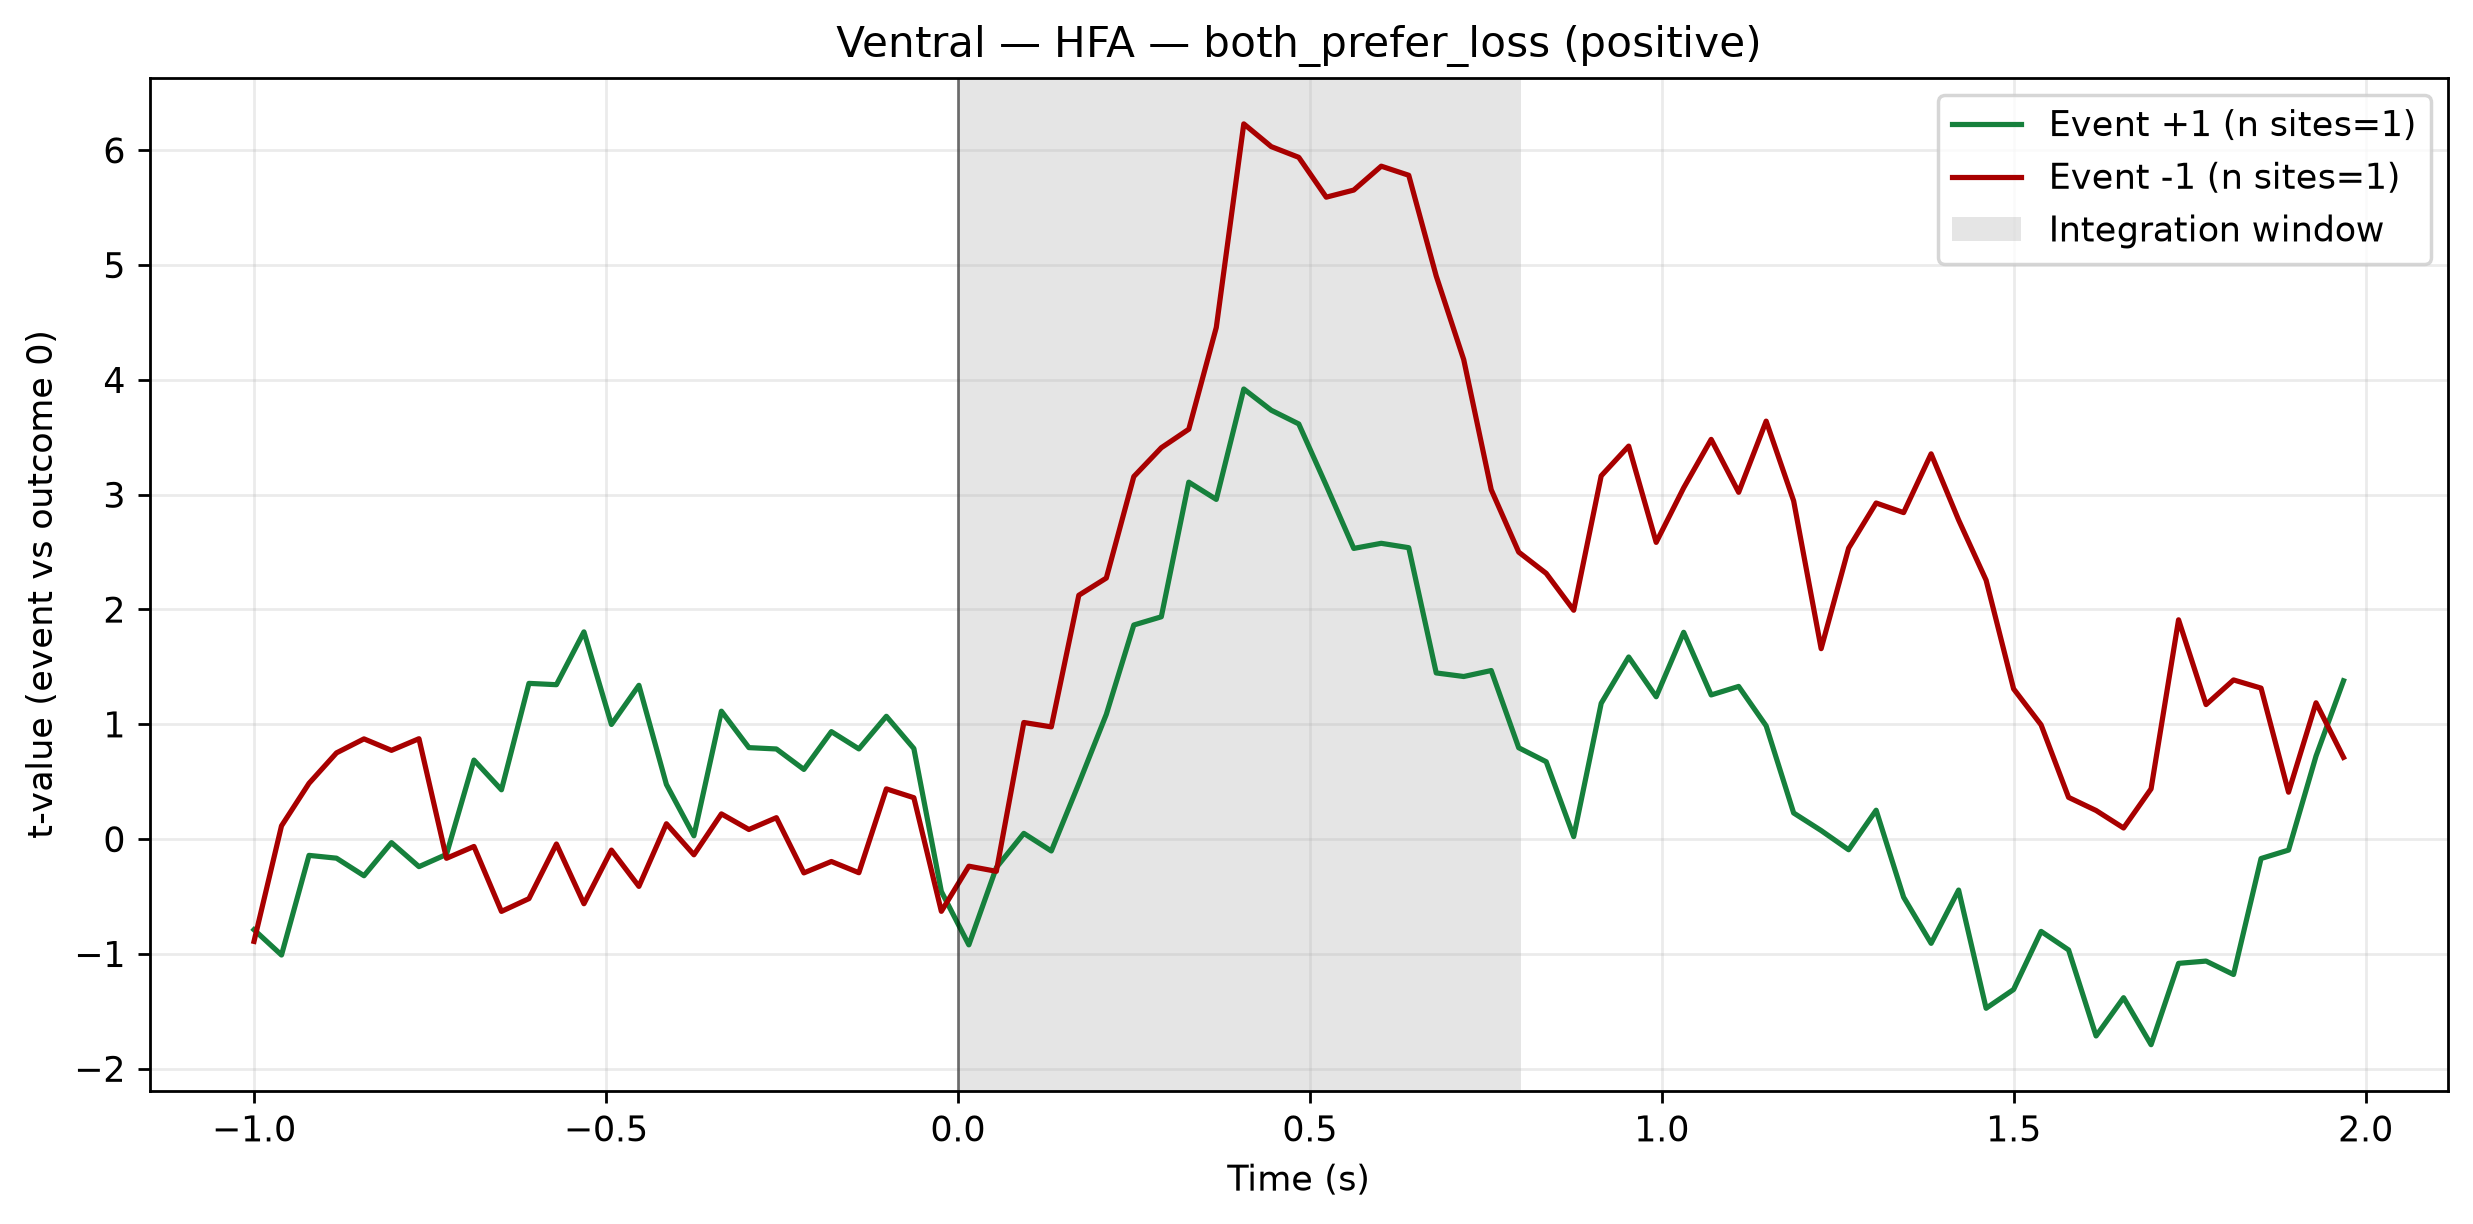 Ventral — HFA — both_prefer_loss (positive)
Event +1 (n sites=1)
Event -1 (n sites=1)
Integration window
t-value (event vs outcome 0)
6
5
4
3
2
1
0
−1
−2
−1.0
−0.5
0.0
0.5
1.0
1.5
2.0
Time (s)